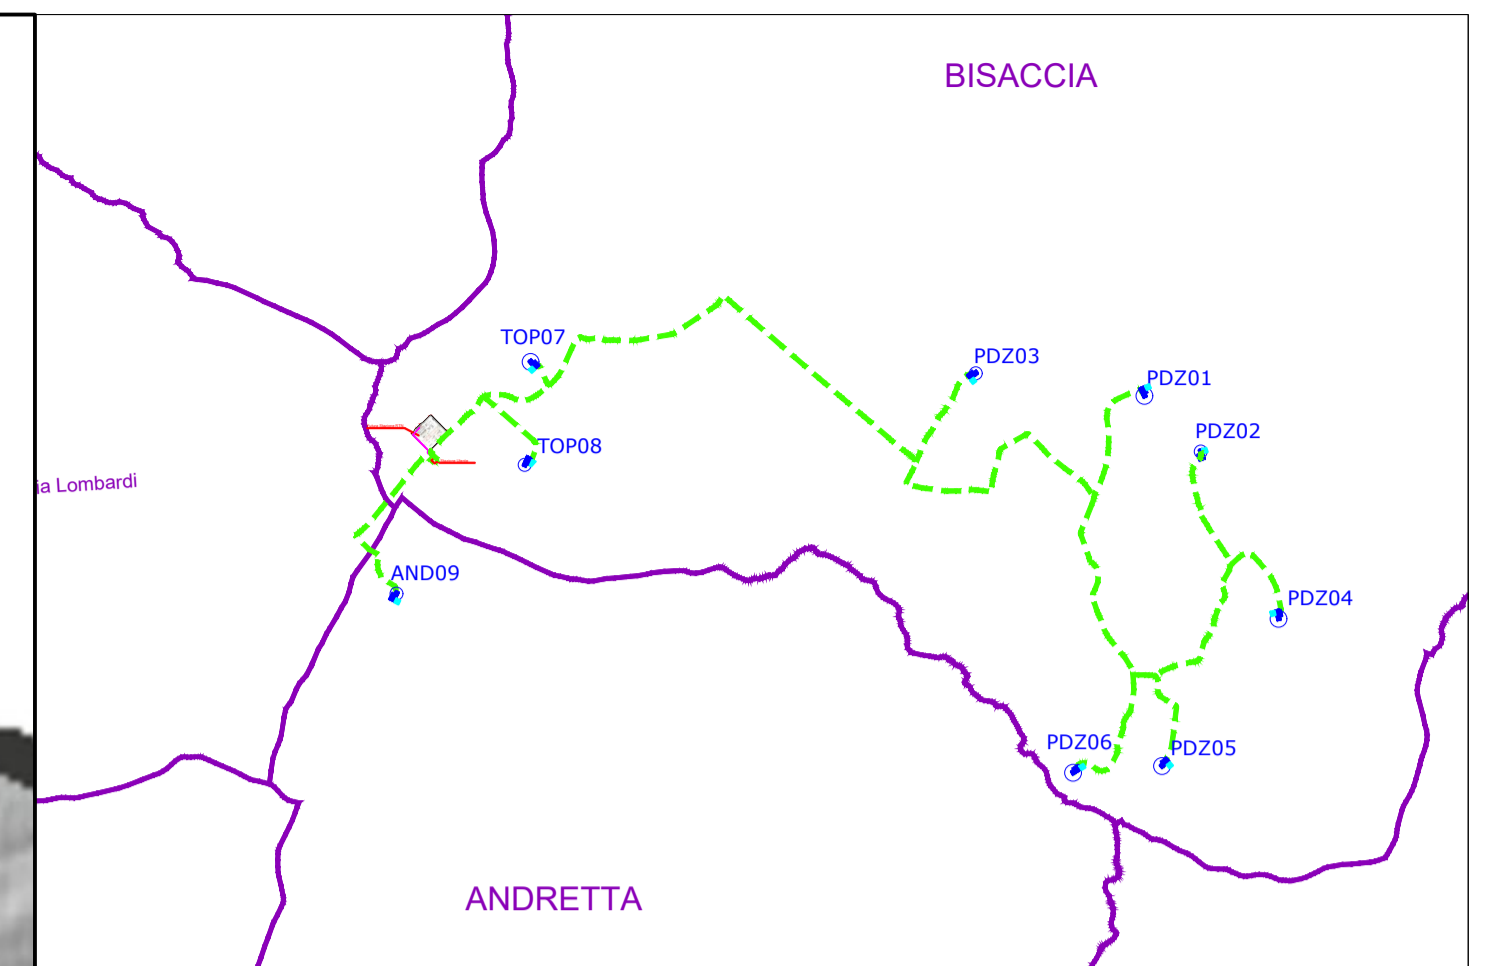 BISACCIA
TOP07
PDZ03
PDZ01
PDZ02
TOP08
ia Lombardi
AND09
PDZ04
PDZ06
PDZ05
ANDRETTA